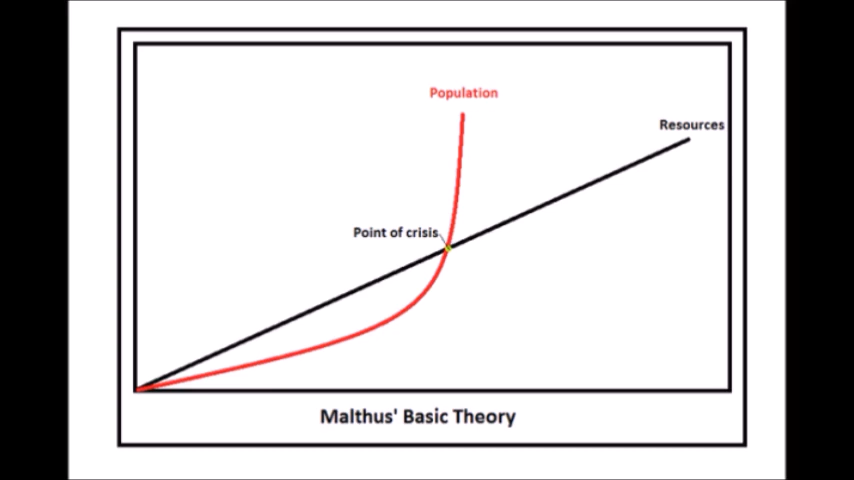 Population
Resources
Point of crisis
Malthus' Basic Theory